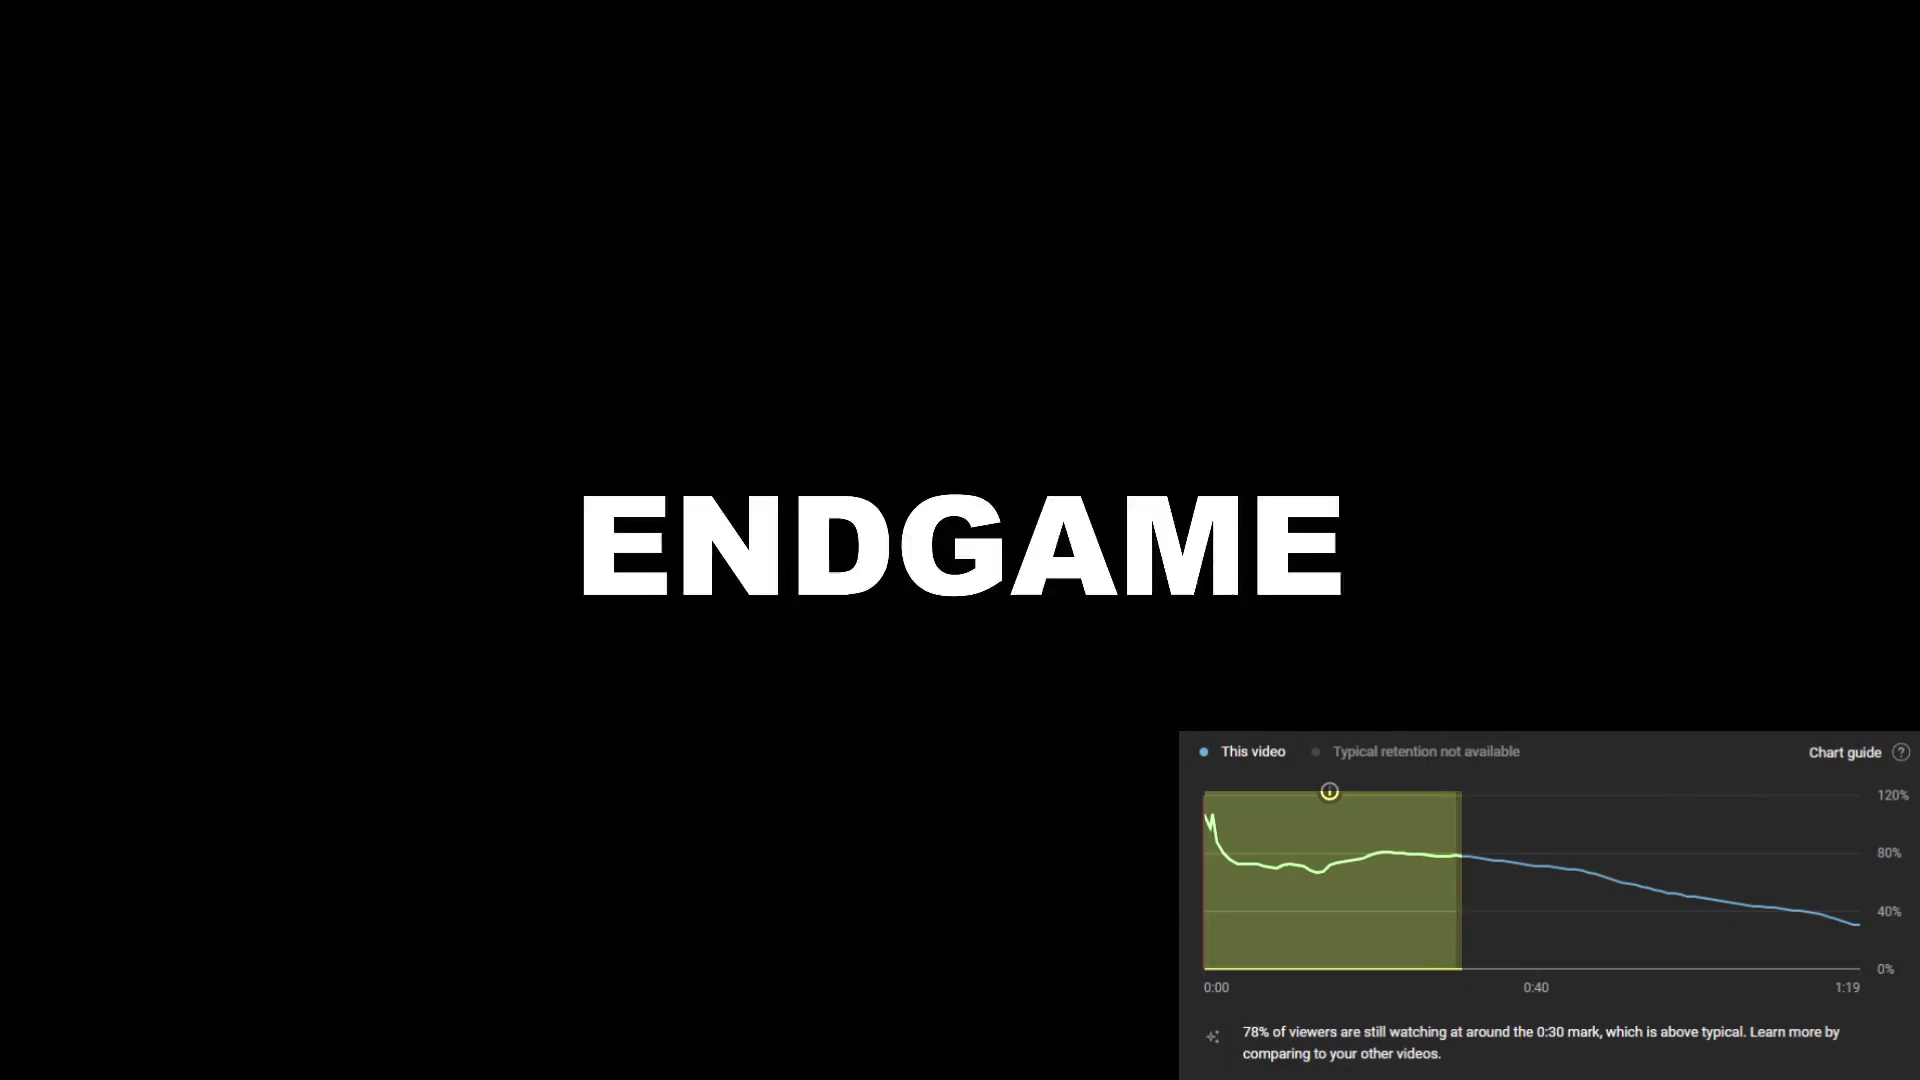 ENDGAME
This video
Typical retention not available
Chart guide ?
120%
80%
40%
0%
0:00
0:40
1:19
78% of viewers are still watching at around the 0:30 mark, which is above typical. Learn more by
comparing to your other videos.